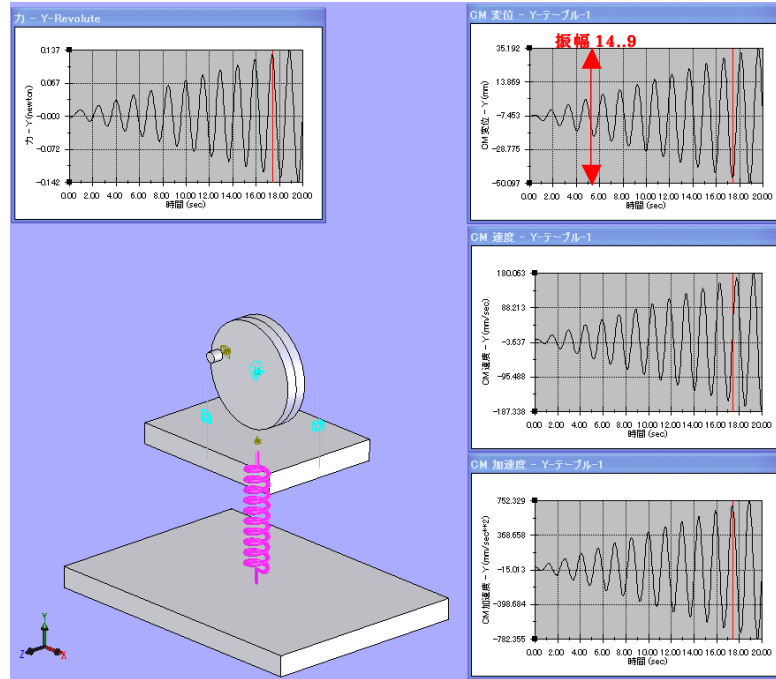 力 - Y-Revolute
0.137
0.067
-0.003
-0.072
-0.142
力 - Y (newton)
0.00 2.00 4.00 6.00 8.00 10.00 12.00 14.00 16.00 18.00 20.00
時間 (sec)
CM 変位 - Y-テーブル-1
振幅 14..9
35.192
13.859
-7.453
-28.775
-50.097
CM 変位 - Y (mm)
0.00 2.00 4.00 6.00 8.00 10.00 12.00 14.00 16.00 18.00 20.00
時間 (sec)
CM 速度 - Y-テーブル-1
180.063
88.213
-3.637
-95.488
-187.338
CM 速度 - Y (mm/sec)
0.00 2.00 4.00 6.00 8.00 10.00 12.00 14.00 16.00 18.00 20.00
時間 (sec)
CM 加速度 - Y-テーブル-1
752.329
368.658
-15.013
-398.684
-782.355
CM 加速度 - Y (mm/sec**2)
0.00 2.00 4.00 6.00 8.00 10.00 12.00 14.00 16.00 18.00 20.00
時間 (sec)
Y
Z
X